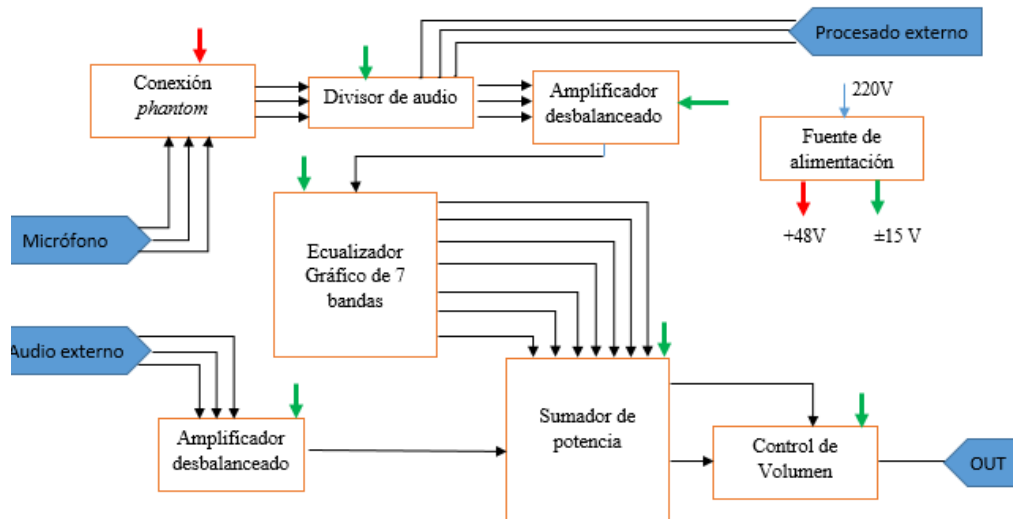 Procesado externo
Conexión
phantom
Divisor de audio
Amplificador
desbalanceado
220V
Fuente de
alimentación
+48V
±15 V
Micrófono
Ecualizador
Gráfico de 7
bandas
Audio externo
Amplificador
desbalanceado
Sumador de
potencia
Control de
Volumen
OUT